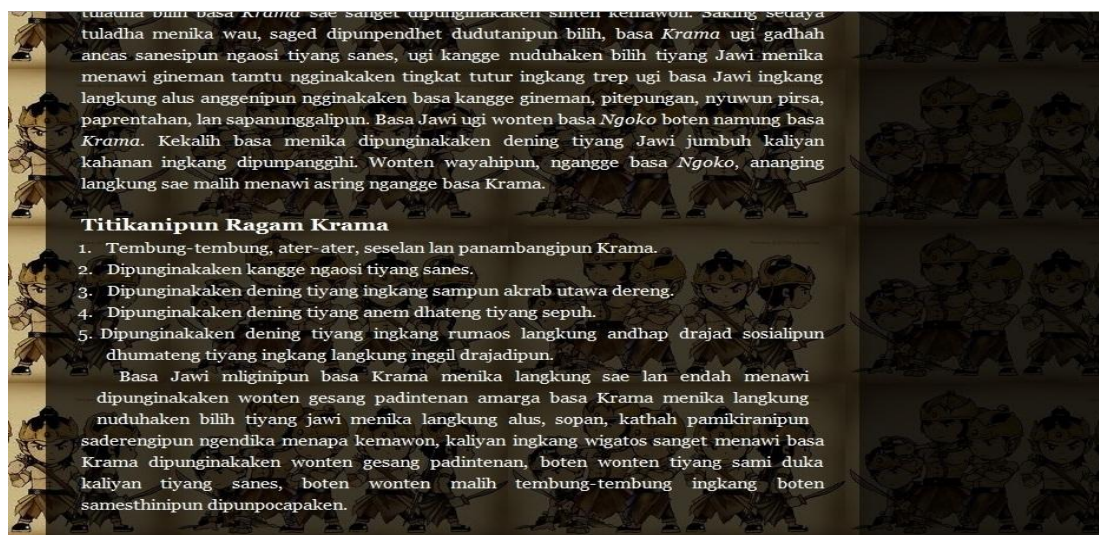 tuladha bilih basa Krama sae sanget dipunginakaken sinten kemawon. Saking sedaya
tuladha menika wau, saged dipunpendhet dudutanipun bilih, basa Krama ugi gadhah
ancas sanesipun ngaosi tiyang sanes, ugi kangge nuduhaken bilih tiyang Jawi menika
menawi gineman tamtu ngginakaken tingkat tutur ingkang trep ugi basa Jawi ingkang
langkung alus anggenipun ngginakaken basa kangge gineman, pitepungan, nyuwun pirsa,
paprentahan, lan sapanunggalipun. Basa Jawi ugi wonten basa Ngoko boten namung basa
Krama. Kekalih basa menika dipunginakaken dening tiyang Jawi jumbuh kaliyan
kahanan ingkang dipunpanggihi. Wonten wayahipun, ngangge basa Ngoko, ananging
langkung sae malih menawi asring ngangge basa Krama.
Titikanipun Ragam Krama
1. Tembung-tembung, ater-ater, seselan lan panambangipun Krama.
2. Dipunginakaken kangge ngaosi tiyang sanes.
3. Dipunginakaken dening tiyang ingkang sampun akrab utawa dereng.
4. Dipunginakaken dening tiyang anem dhateng tiyang sepuh.
5. Dipunginakaken dening tiyang ingkang rumaos langkung andhap drajad sosialipun
dhumateng tiyang ingkang langkung inggil drajadipun.
Basa Jawi mliginipun basa Krama menika langkung sae lan endah menawi
dipunginakaken wonten gesang padintenan amarga basa Krama menika langkung
nuduhaken bilih tiyang jawi menika langkung alus, sopan, kathah pamikiranipun
saderengipun ngendika menapa kemawon, kaliyan ingkang wigatos sanget menawi basa
Krama dipunginakaken wonten gesang padintenan, boten wonten tiyang sami duka
kaliyan tiyang sanes, boten wonten malih tembung-tembung ingkang boten
samesthinipun dipunpocapaken.